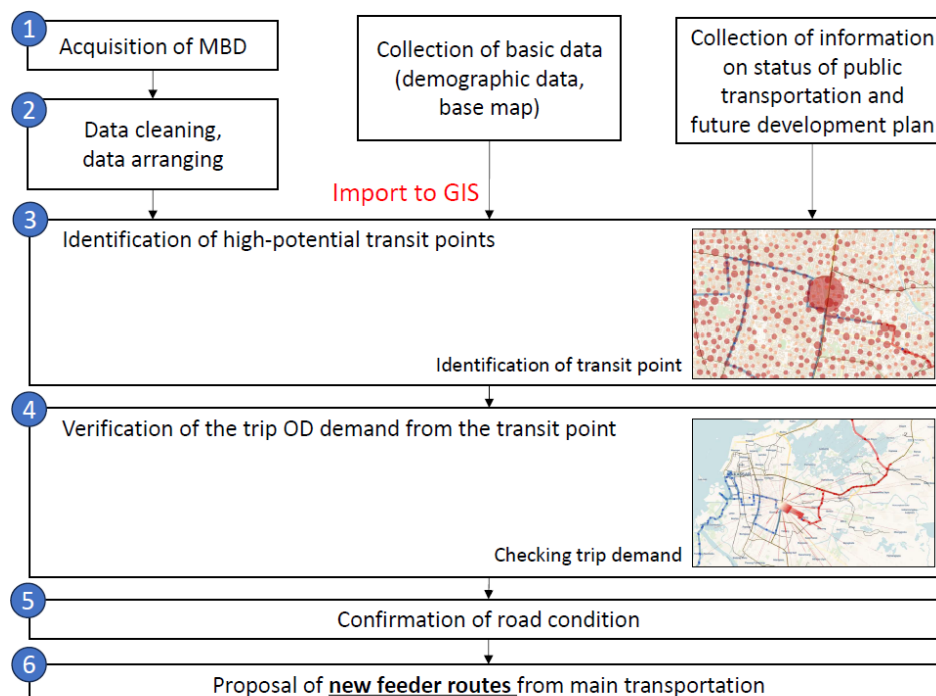 1
Acquisition of MBD
2
Data cleaning,
data arranging
Collection of basic data
(demographic data,
base map)
Collection of information
on status of public
transportation and
future development plan
Import to GIS
3
Identification of high-potential transit points
Identification of transit point
4
Verification of the trip OD demand from the transit point
Checking trip demand
5
Confirmation of road condition
6
Proposal of new feeder routes from main transportation